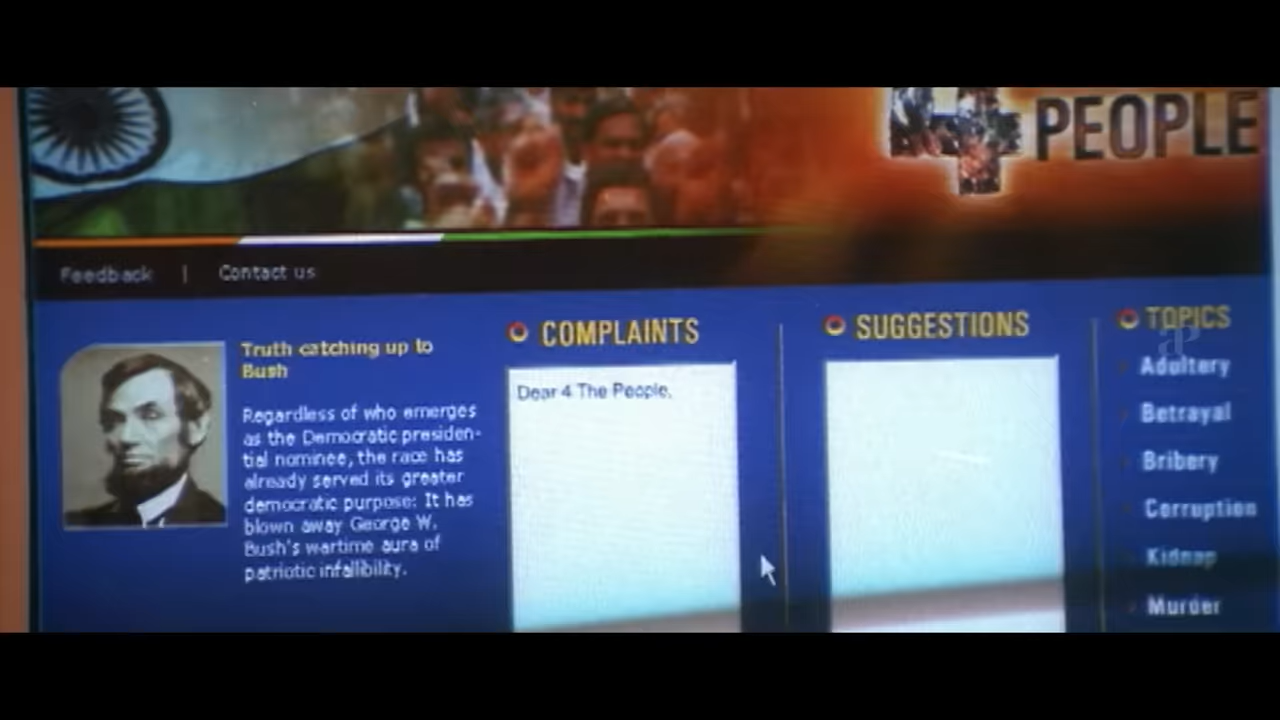 4 PEOPLE
Feedback | Contact us
Truth catching up to
Bush
Regardless of who emerges
as the Democratic presiden-
tial nominee, the race has
already served its greater
democratic purpose: It has
blown away George W.
Bush's wartime aura of
patriotic infallibility.
COMPLAINTS
Dear 4 The People,
SUGGESTIONS
TOPICS
Adultery
Betrayal
Bribery
Corruption
Kidnap
Murder